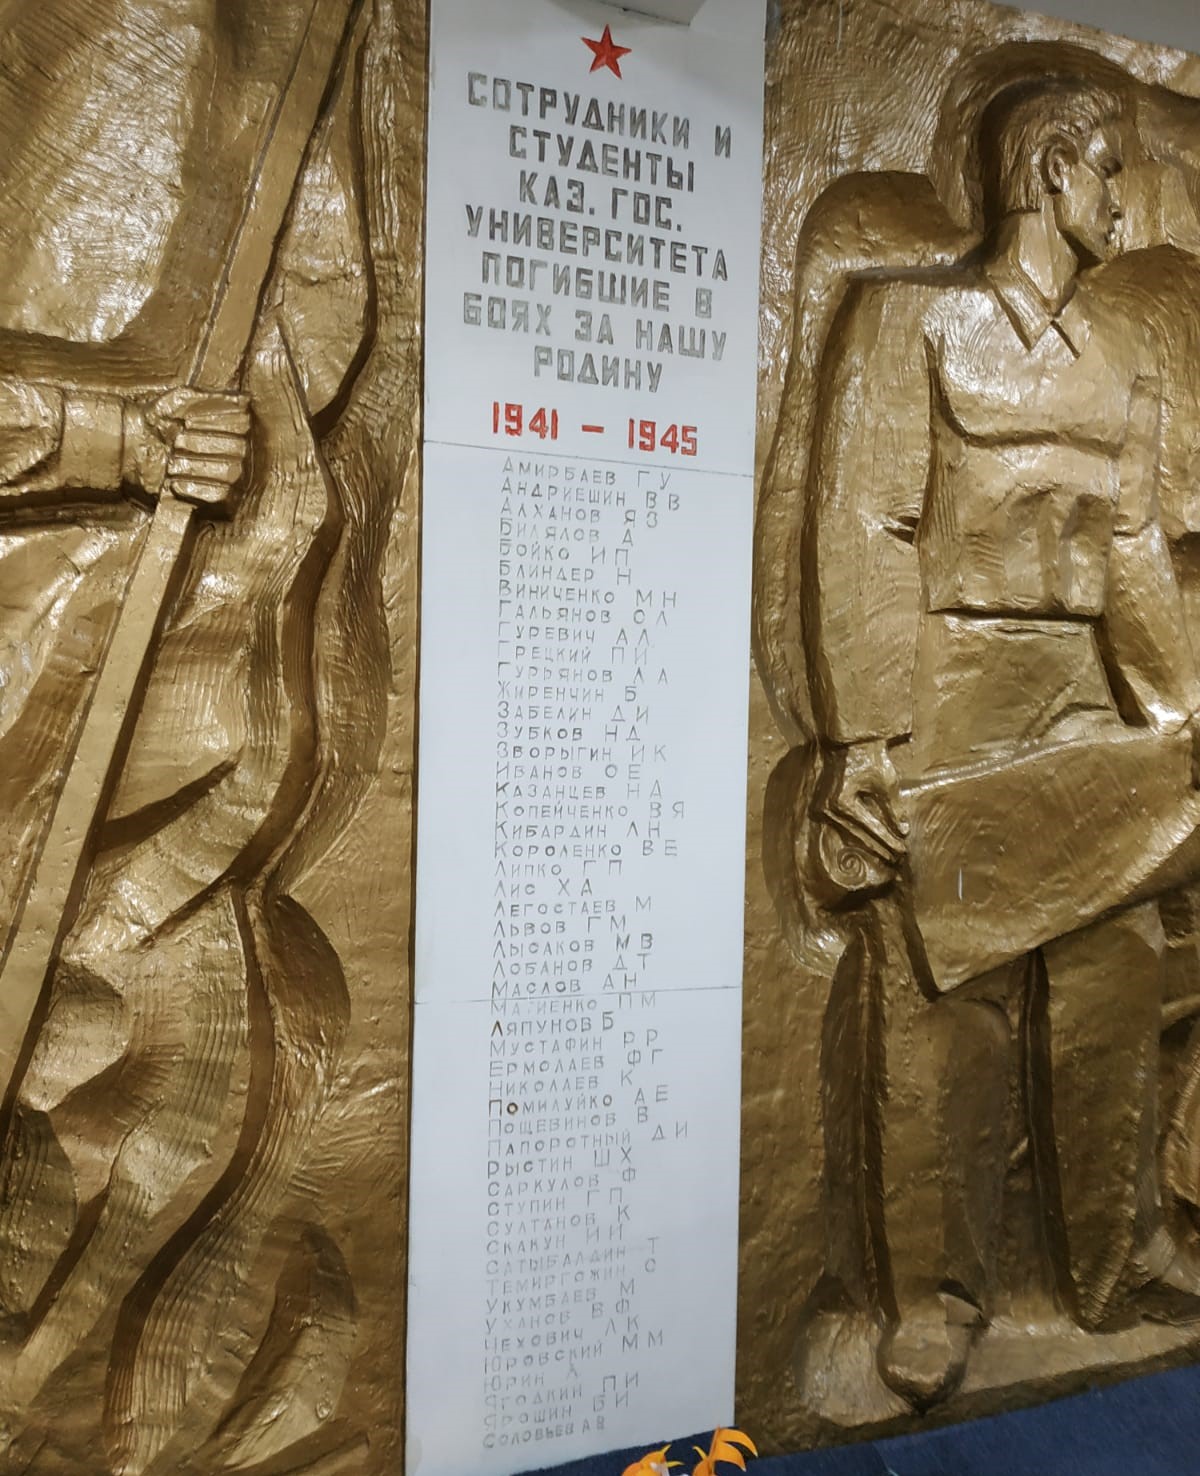 СОТРУДНИКИ И
СТУДЕНТЫ
КАЗ. ГОС.
УНИВЕРСИТЕТА
ПОГИБШИЕ В
БОЯХ ЗА НАШУ
РОДИНУ
1941 – 1945
АМИРБАЕВ Г У
АНДРИЕШИН В В
АЛХАНОВ Я З
БИЛЯЛОВ А
БОЙКО И П
БЛИНДЕР Н
ВИНИЧЕНКО М Н
ГАЛЬЯНОВ О Л
ГУРЕВИЧ А Л
ГРЕЦКИЙ П И
ГУРЬЯНОВ Л А
ЖИРЕНЧИН Б
ЗАБЕЛИН Д И
ЗУБКОВ Н Д
ЗВОРЫГИН И К
ИВАНОВ О Е
КАЗАНЦЕВ Н А
КОПЕЙЧЕНКО В Я
КИБАРДИН Л Н
КОРОЛЕНКО В Е
ЛИПКО Г П
ЛИС Х А
ЛЕГОСТАЕВ М
ЛЬВОВ Г М
ЛЫСАКОВ М В
ЛОБАНОВ Д Т
МАСЛОВ А Н
МАТИЕНКО П М
ЛЯПУНОВ Б
МУСТАФИН Р Р
ЕРМОЛАЕВ Ф Г
НИКОЛАЕВ К
ПОМИЛУЙКО А Е
ПОЩЕВИНОВ В
ПАПОРОТНЫЙ Д И
РЫСТИН Ш Х
САРКУЛОВ Ф
СТУПИН Г П
СУЛТАНОВ К
СКАКУН И И
САТЫБАЛДИН Т
ТЕМИРГОЖИН С
УКУМБАЕВ М
УХАНОВ В Ф
ЧЕХОВИЧ Л К
ЮРОВСКИЙ М М
ЮРИН А
ЯГОДКИН П И
ЯРОШИН Б И
СОЛОВЬЕВ А В